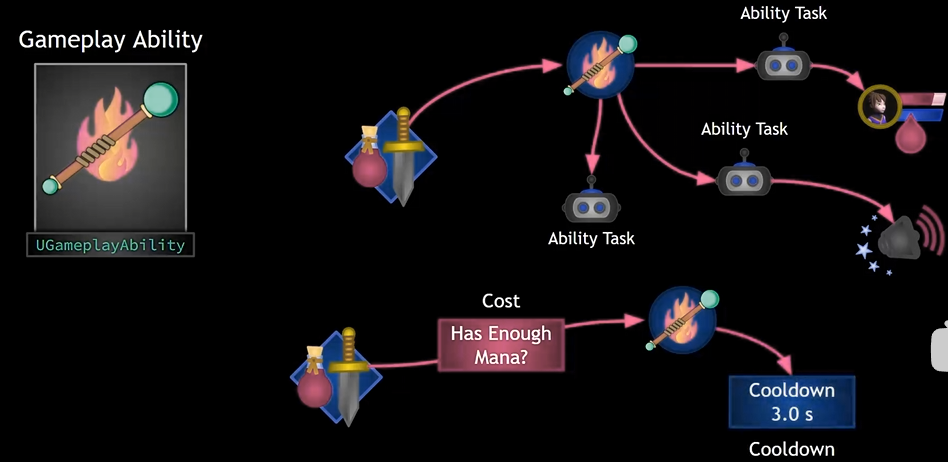 Gameplay Ability
UGameplayAbility
Ability Task
Ability Task
Ability Task
Cost
Has Enough
Mana?
Cooldown
3.0 s
Cooldown